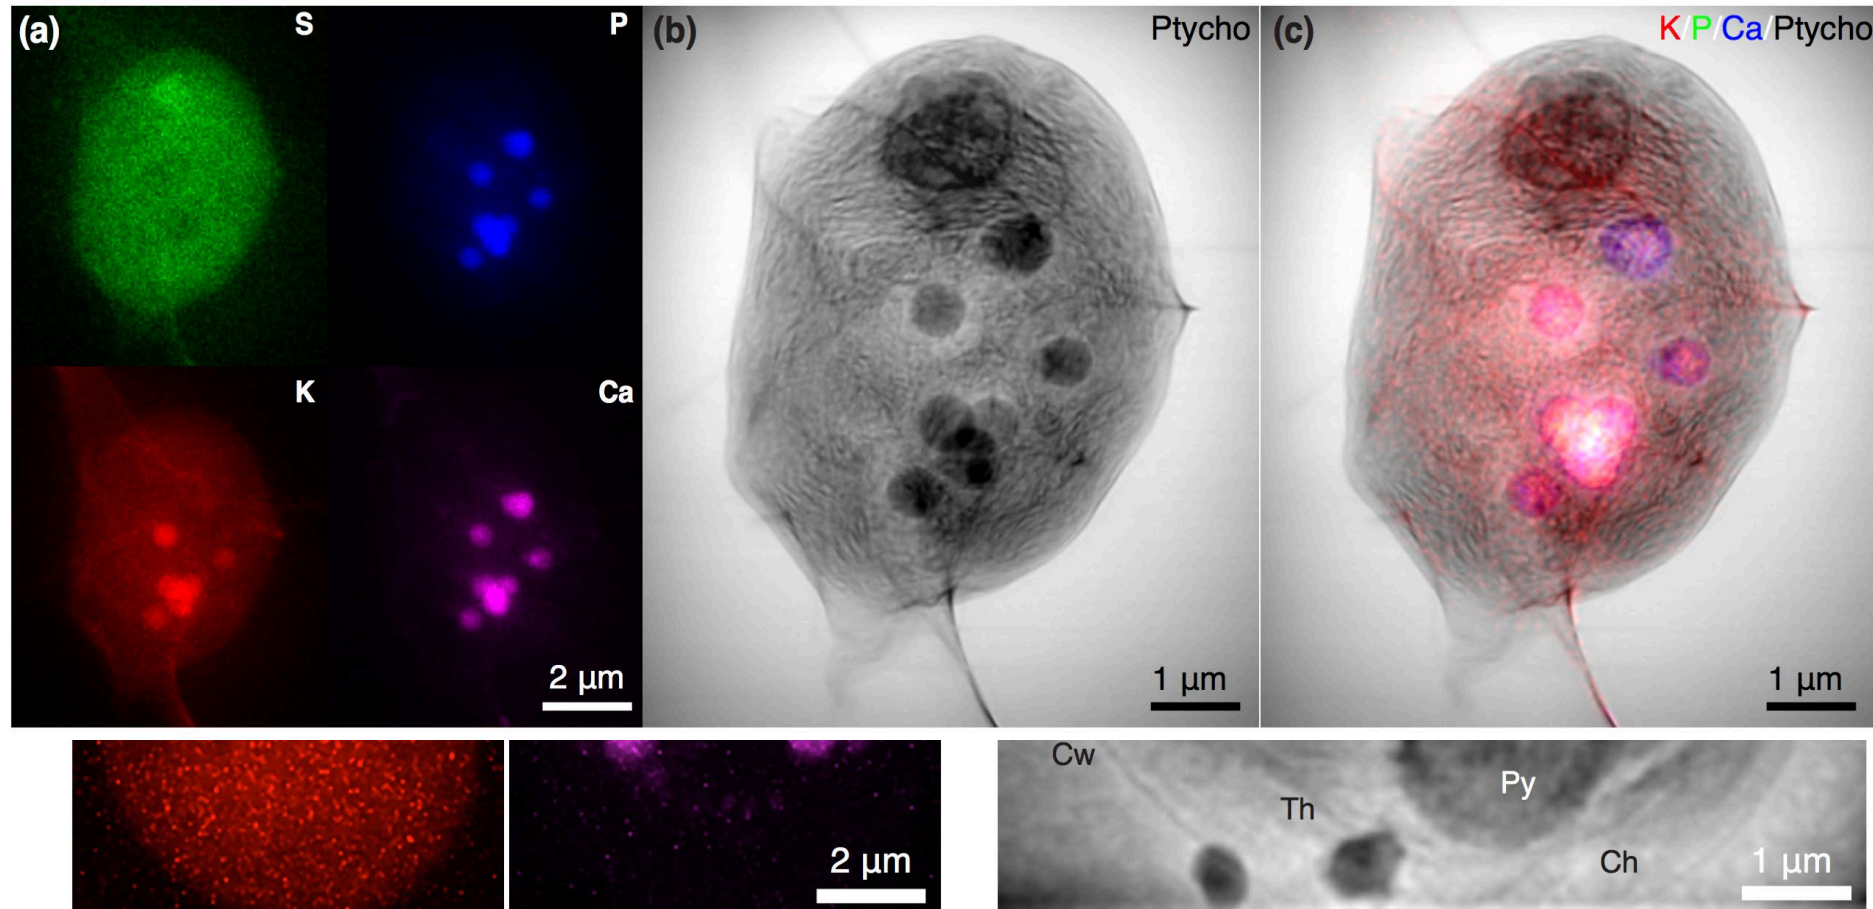 (a)
S
P
K
Ca
2 μm
(b)
Ptycho
1 μm
(c)
K/P/Ca/Ptycho
1 μm
2 μm
Cw
Th
Py
Ch
1 μm